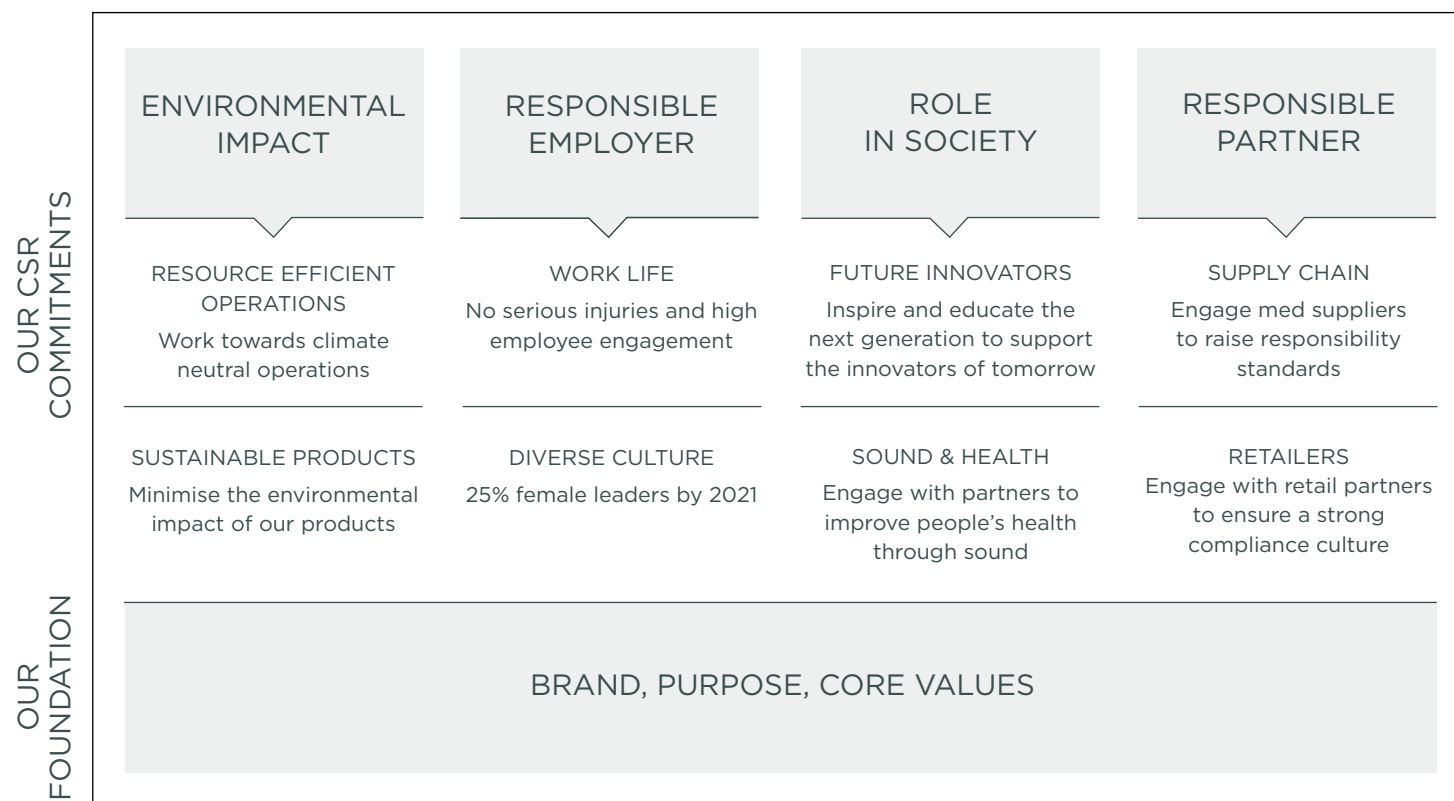 OUR CSR
COMMITMENTS
ENVIRONMENTAL
IMPACT
RESOURCE EFFICIENT
OPERATIONS
Work towards climate
neutral operations
SUSTAINABLE PRODUCTS
Minimise the environmental
impact of our products
RESPONSIBLE
EMPLOYER
WORK LIFE
No serious injuries and high
employee engagement
DIVERSE CULTURE
25% female leaders by 2021
ROLE
IN SOCIETY
FUTURE INNOVATORS
Inspire and educate the
next generation to support
the innovators of tomorrow
SOUND & HEALTH
Engage with partners to
improve people’s health
through sound
RESPONSIBLE
PARTNER
SUPPLY CHAIN
Engage med suppliers
to raise responsibility
standards
RETAILERS
Engage with retail partners
to ensure a strong
compliance culture
OUR
FOUNDATION
BRAND, PURPOSE, CORE VALUES